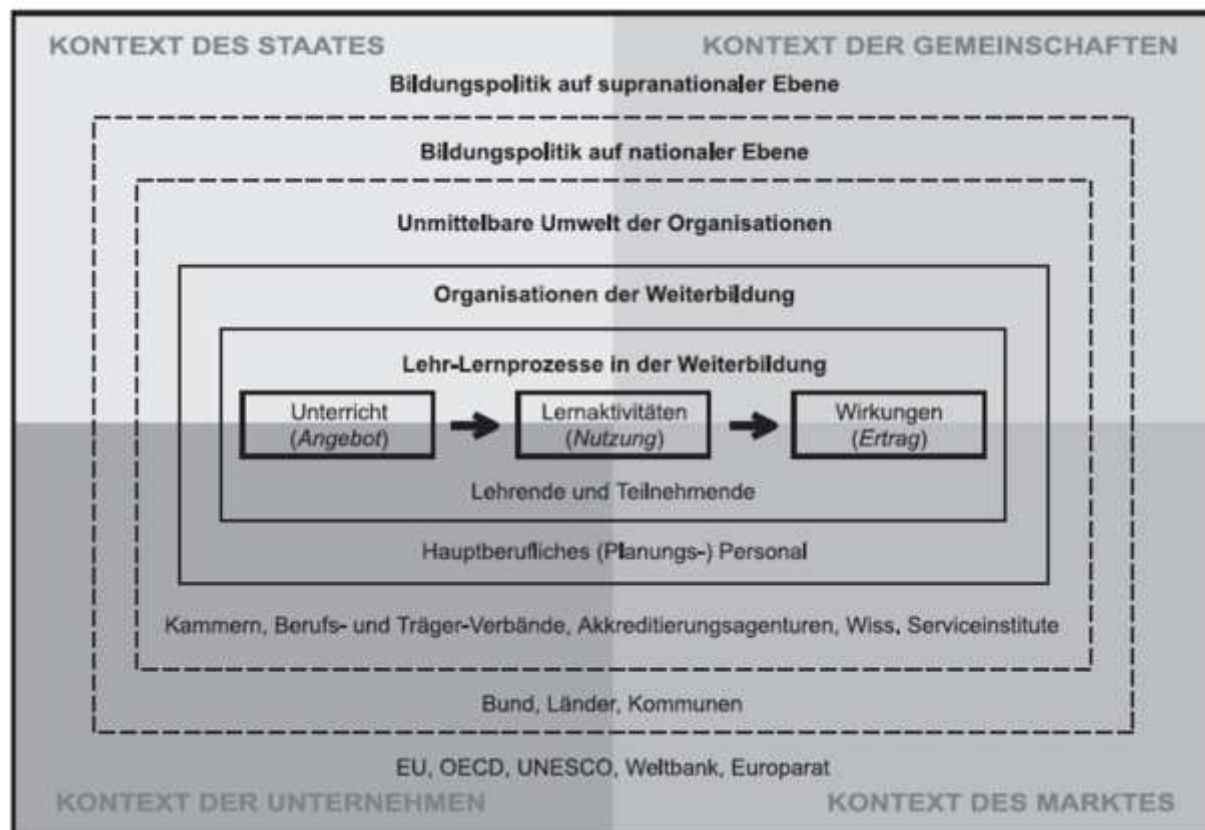 KONTEXT DES STAATES
KONTEXT DER GEMEINSCHAFTEN
Bildungspolitik auf supranationaler Ebene
Bildungspolitik auf nationaler Ebene
Unmittelbare Umwelt der Organisationen
Organisationen der Weiterbildung
Lehr-Lernprozesse in der Weiterbildung
Unterricht
(Angebot)
Lernaktivitäten
(Nutzung)
Wirkungen
(Ertrag)
Lehrende und Teilnehmende
Hauptberufliches (Planungs-) Personal
Kammern, Berufs- und Träger-Verbände, Akkreditierungsagenturen, Wiss, Serviceinstitute
Bund, Länder, Kommunen
EU, OECD, UNESCO, Weltbank, Europarat
KONTEXT DER UNTERNEHMEN
KONTEXT DES MARKTES